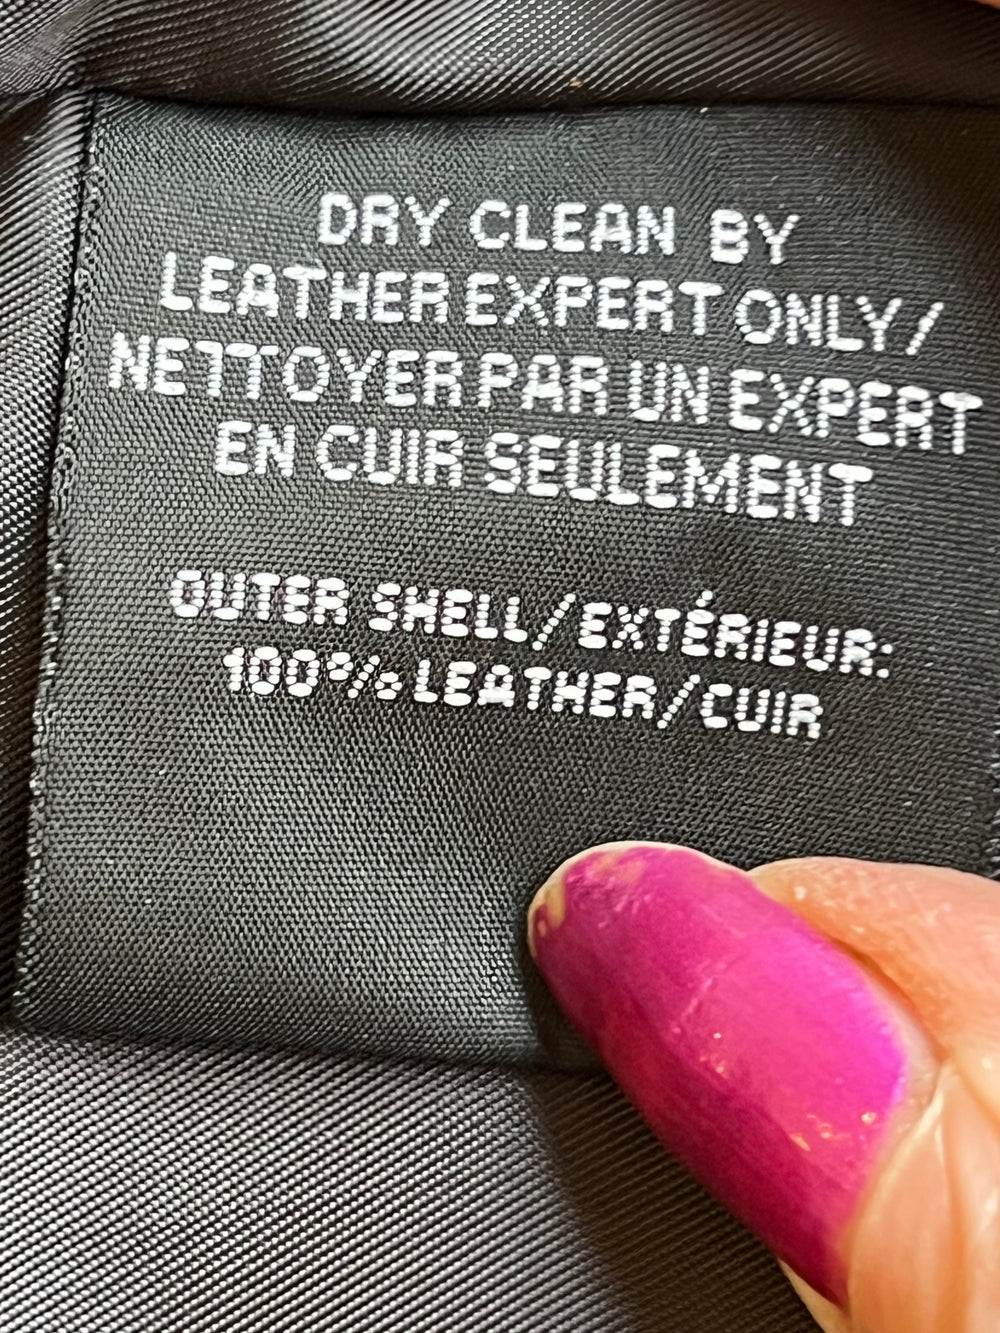 DRY CLEAN BY
LEATHER EXPERT ONLY/
NETTOYER PAR UN EXPERT
EN CUIR SEULEMENT
OUTER SHELL/EXTÉRIEUR:
100% LEATHER/CUIR